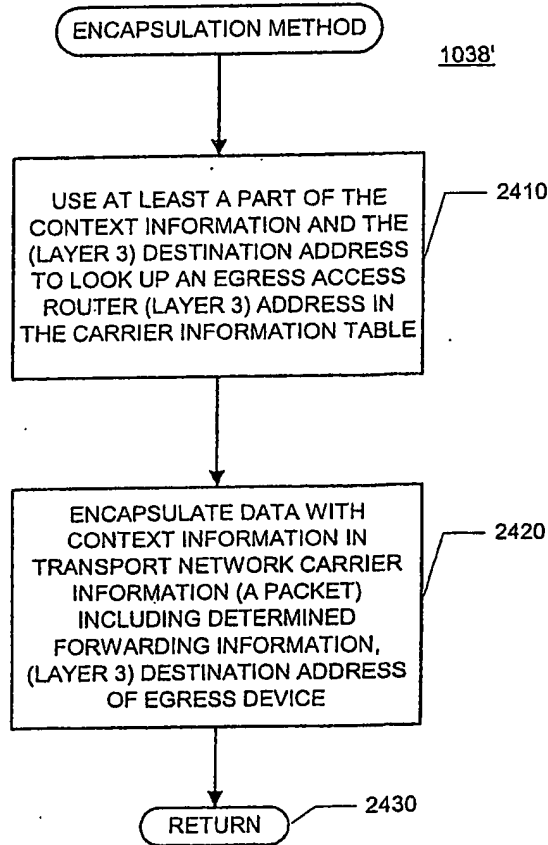 ENCAPSULATION METHOD
1038'
USE AT LEAST A PART OF THE
CONTEXT INFORMATION AND THE
(LAYER 3) DESTINATION ADDRESS
TO LOOK UP AN EGRESS ACCESS
ROUTER (LAYER 3) ADDRESS IN
THE CARRIER INFORMATION TABLE
2410
ENCAPSULATE DATA WITH
CONTEXT INFORMATION IN
TRANSPORT NETWORK CARRIER
INFORMATION (A PACKET)
INCLUDING DETERMINED
FORWARDING INFORMATION,
(LAYER 3) DESTINATION ADDRESS
OF EGRESS DEVICE
2420
RETURN
2430